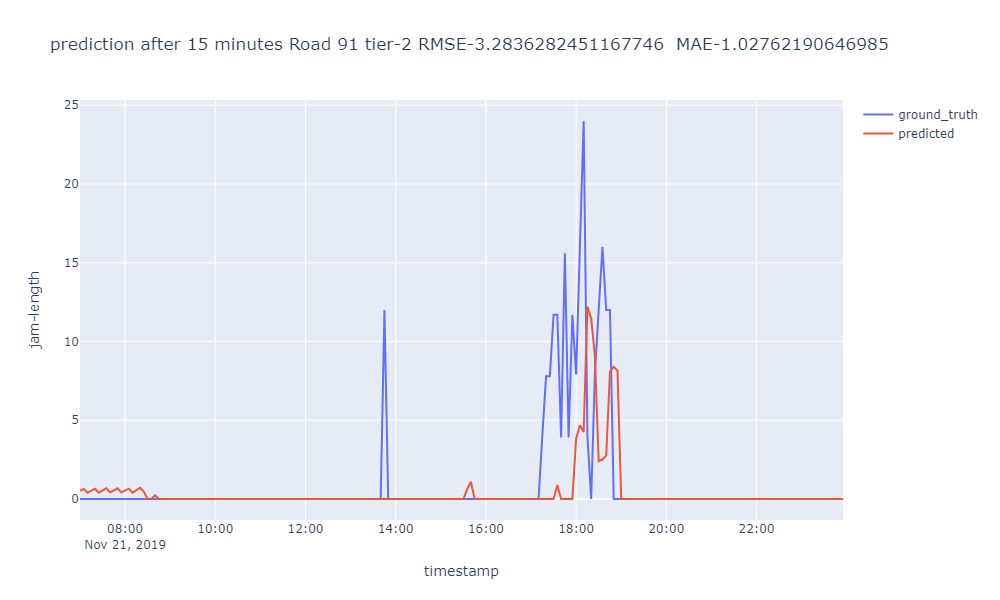 prediction after 15 minutes Road 91 tier-2 RMSE-3.2836282451167746  MAE-1.02762190646985
ground_truth
predicted
25
20
15
10
5
0
jam-length
08:00 10:00 12:00 14:00 16:00 18:00 20:00 22:00
Nov 21, 2019
timestamp